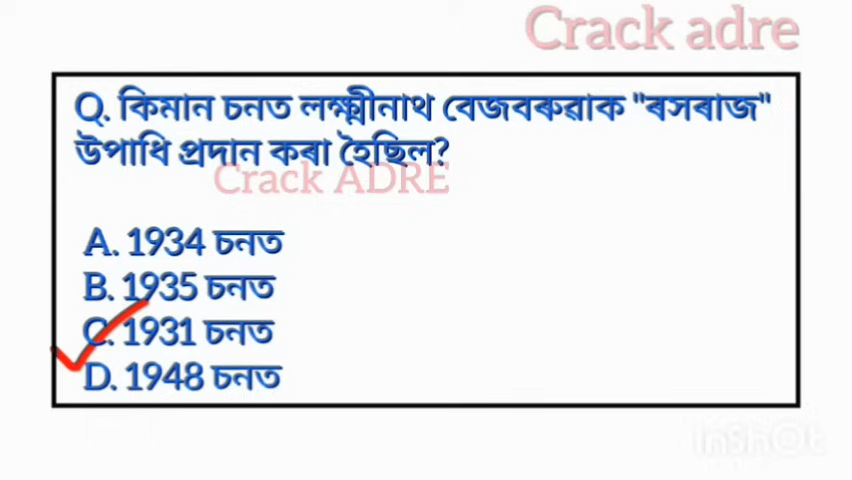 Crack adre
Q. কিমান চনত লক্ষ্মীনাথ বেজবৰুৱাক "ৰসৰাজ"
উপাধি প্ৰদান কৰা হৈছিল?
Crack ADRE
A. 1934 চনত
B. 1935 চনত
C. 1931 চনত
D. 1948 চনত
InShOt